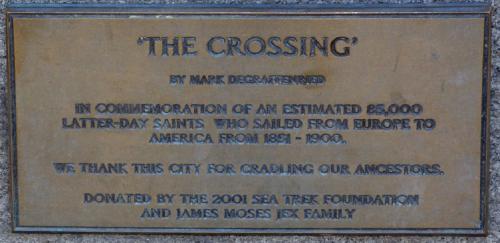 'THE CROSSING'
BY MARK DEGRAFFENRIED
IN COMMEMORATION OF AN ESTIMATED 85,000
LATTER-DAY SAINTS WHO SAILED FROM EUROPE TO
AMERICA FROM 1851 - 1900.
WE THANK THIS CITY FOR CRADLING OUR ANCESTORS.
DONATED BY THE 2001 SEA TREK FOUNDATION
AND JAMES MOSES JEX FAMILY